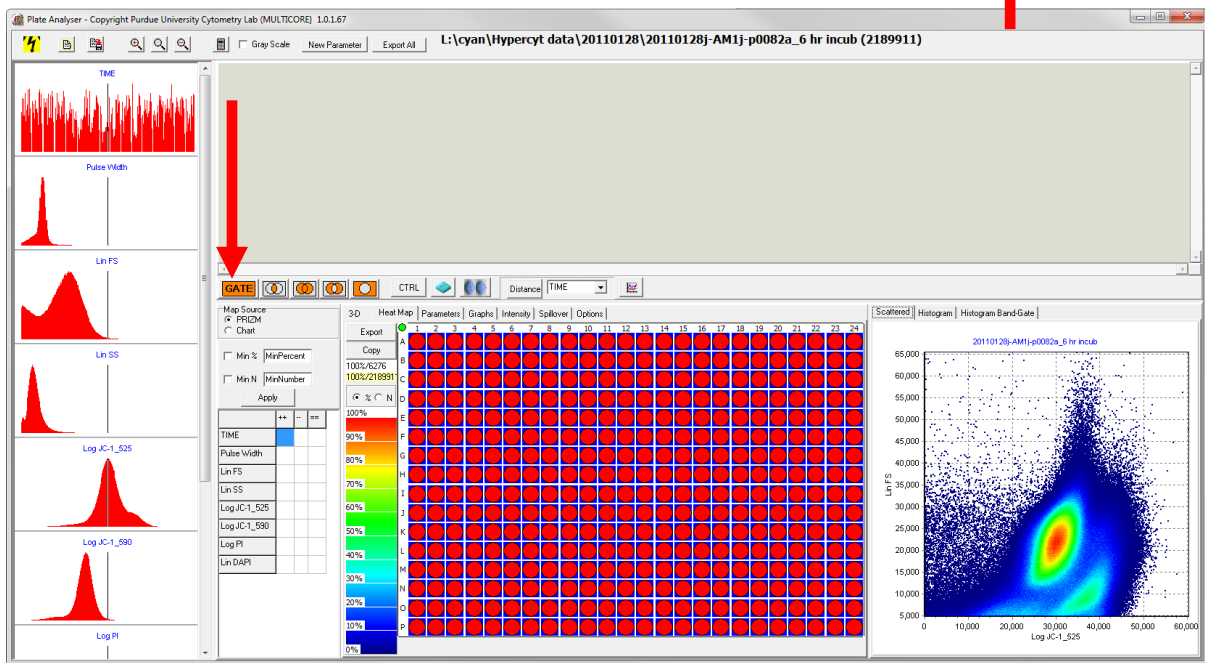 Plate Analyser - Copyright Purdue University Cytometry Lab (MULTICORE) 1.0.1.67
Gray Scale New Parameter Export All L:\cyan\Hypercyt data\20110128\20110128j-AM1j-p0082a_6 hr incub (2189911)
TIME
Pulse Width
Lin FS
Lin SS
Log JC-1_525
Log JC-1_590
Log PI
GATE CTRL Distance TIME
Map Source
PRIZM
Chart
Min % MinPercent
Min N MinNumber
Apply
++ -- ==
TIME
Pulse Width
Lin FS
Lin SS
Log JC-1_525
Log JC-1_590
Log PI
Lin DAPI
3-D Heat Map Parameters Graphs Intensity Spillover Options
Export
Copy
100%/6276
100%/2189911
% N
100%
90%
80%
70%
60%
50%
40%
30%
20%
10%
0%
1 2 3 4 5 6 7 8 9 10 11 12 13 14 15 16 17 18 19 20 21 22 23 24
A
B
C
D
E
F
G
H
I
J
K
L
M
N
O
P
Scattered Histogram Histogram Band-Gate
20110128j-AM1j-p0082a_6 hr incub
65,000
60,000
55,000
50,000
45,000
40,000
35,000
30,000
25,000
20,000
15,000
10,000
5,000
Lin FS
0 10,000 20,000 30,000 40,000 50,000 60,000
Log JC-1_525